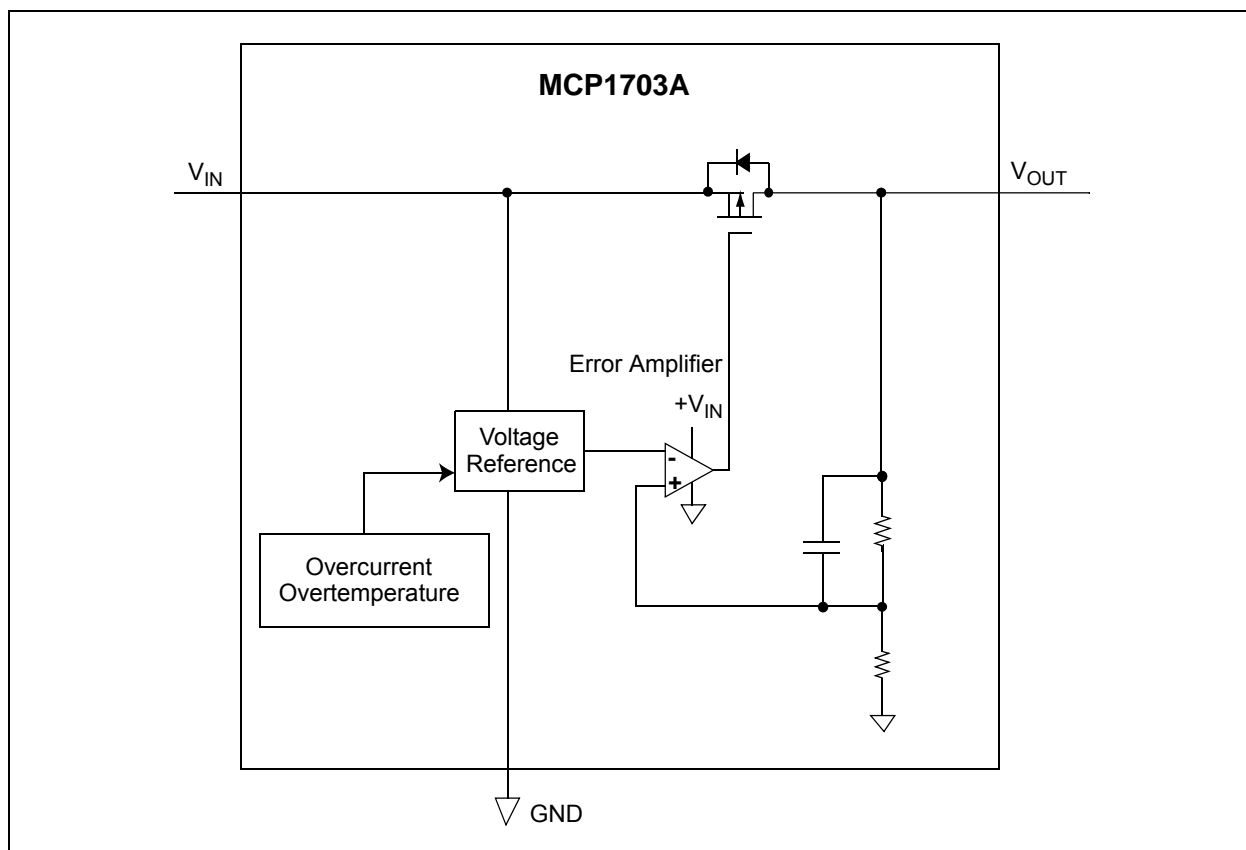 MCP1703A
V_IN
V_OUT
Error Amplifier
+V_IN
Voltage
Reference
-
+
Overcurrent
Overtemperature
GND